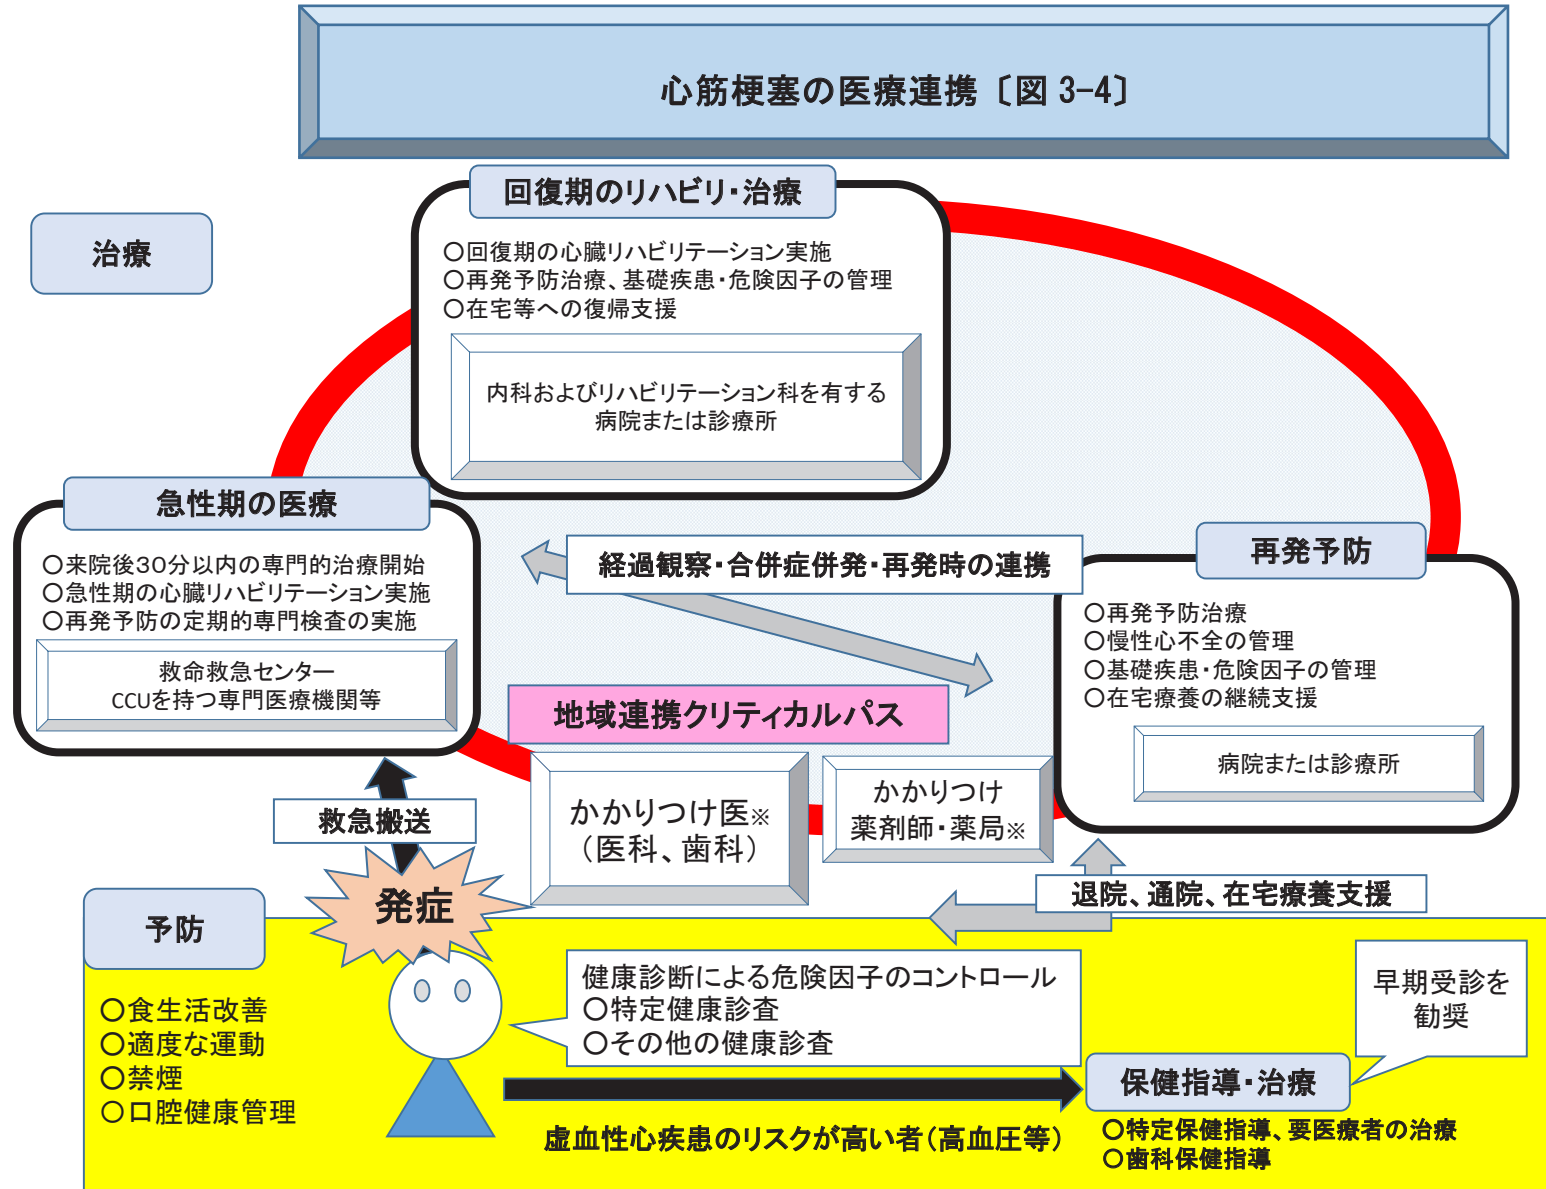 心筋梗塞の医療連携〔図 3-4〕
治療
回復期のリハビリ・治療
○回復期の心臓リハビリテーション実施
○再発予防治療、基礎疾患・危険因子の管理
○在宅等への復帰支援
内科およびリハビリテーション科を有する
病院または診療所
急性期の医療
○来院後30分以内の専門的治療開始
○急性期の心臓リハビリテーション実施
○再発予防の定期的専門検査の実施
救命救急センター
CCUを持つ専門医療機関等
経過観察・合併症併発・再発時の連携
再発予防
○再発予防治療
○慢性心不全の管理
○基礎疾患・危険因子の管理
○在宅療養の継続支援
病院または診療所
地域連携クリティカルパス
かかりつけ医※
（医科、歯科）
かかりつけ
薬剤師・薬局※
救急搬送
発症
退院、通院、在宅療養支援
予防
○食生活改善
○適度な運動
○禁煙
○口腔健康管理
健康診断による危険因子のコントロール
○特定健康診査
○その他の健康診査
早期受診を
勧奨
保健指導・治療
虚血性心疾患のリスクが高い者（高血圧等）
○特定保健指導、要医療者の治療
○歯科保健指導